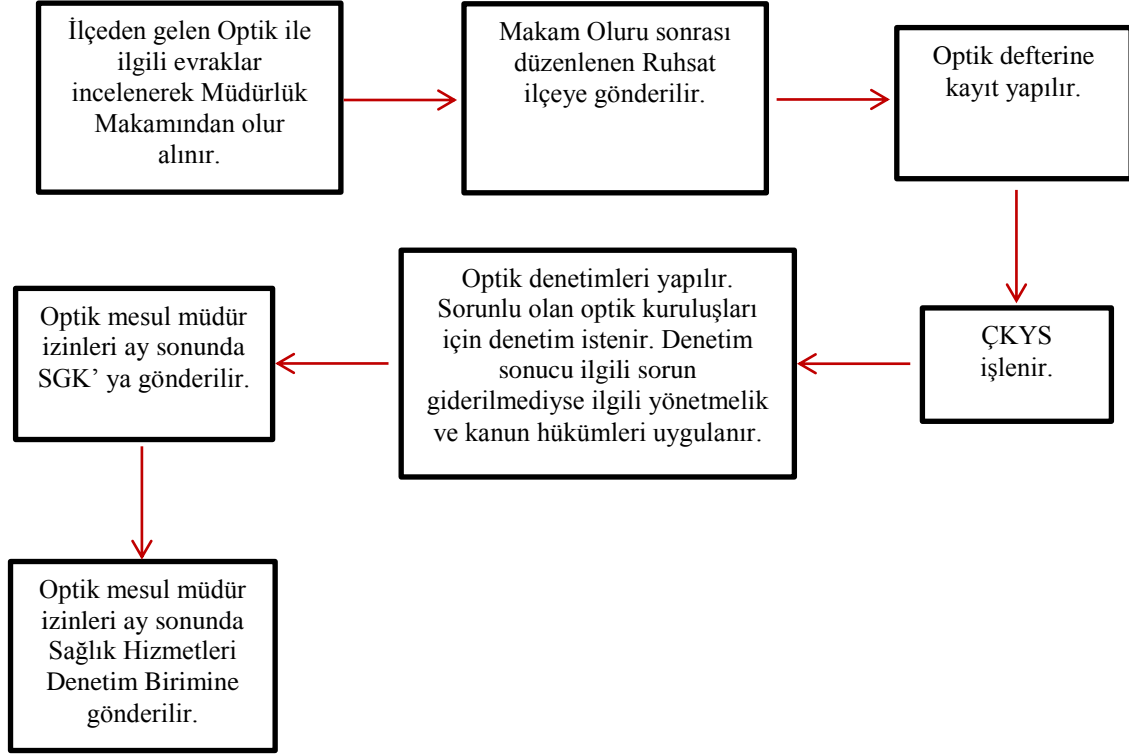 İlçeden gelen Optik ile
ilgili evraklar
incelenerek Müdürlük
Makamından olur
alınır.
Makam Oluru sonrası
düzenlenen Ruhsat
ilçeye gönderilir.
Optik defterine
kayıt yapılır.
ÇKYS
işlenir.
Optik denetimleri yapılır.
Sorunlu olan optik kuruluşları
için denetim istenir. Denetim
sonucu ilgili sorun
giderilmediyse ilgili yönetmelik
ve kanun hükümleri uygulanır.
Optik mesul müdür
izinleri ay sonunda
SGK’ ya gönderilir.
Optik mesul müdür
izinleri ay sonunda
Sağlık Hizmetleri
Denetim Birimine
gönderilir.